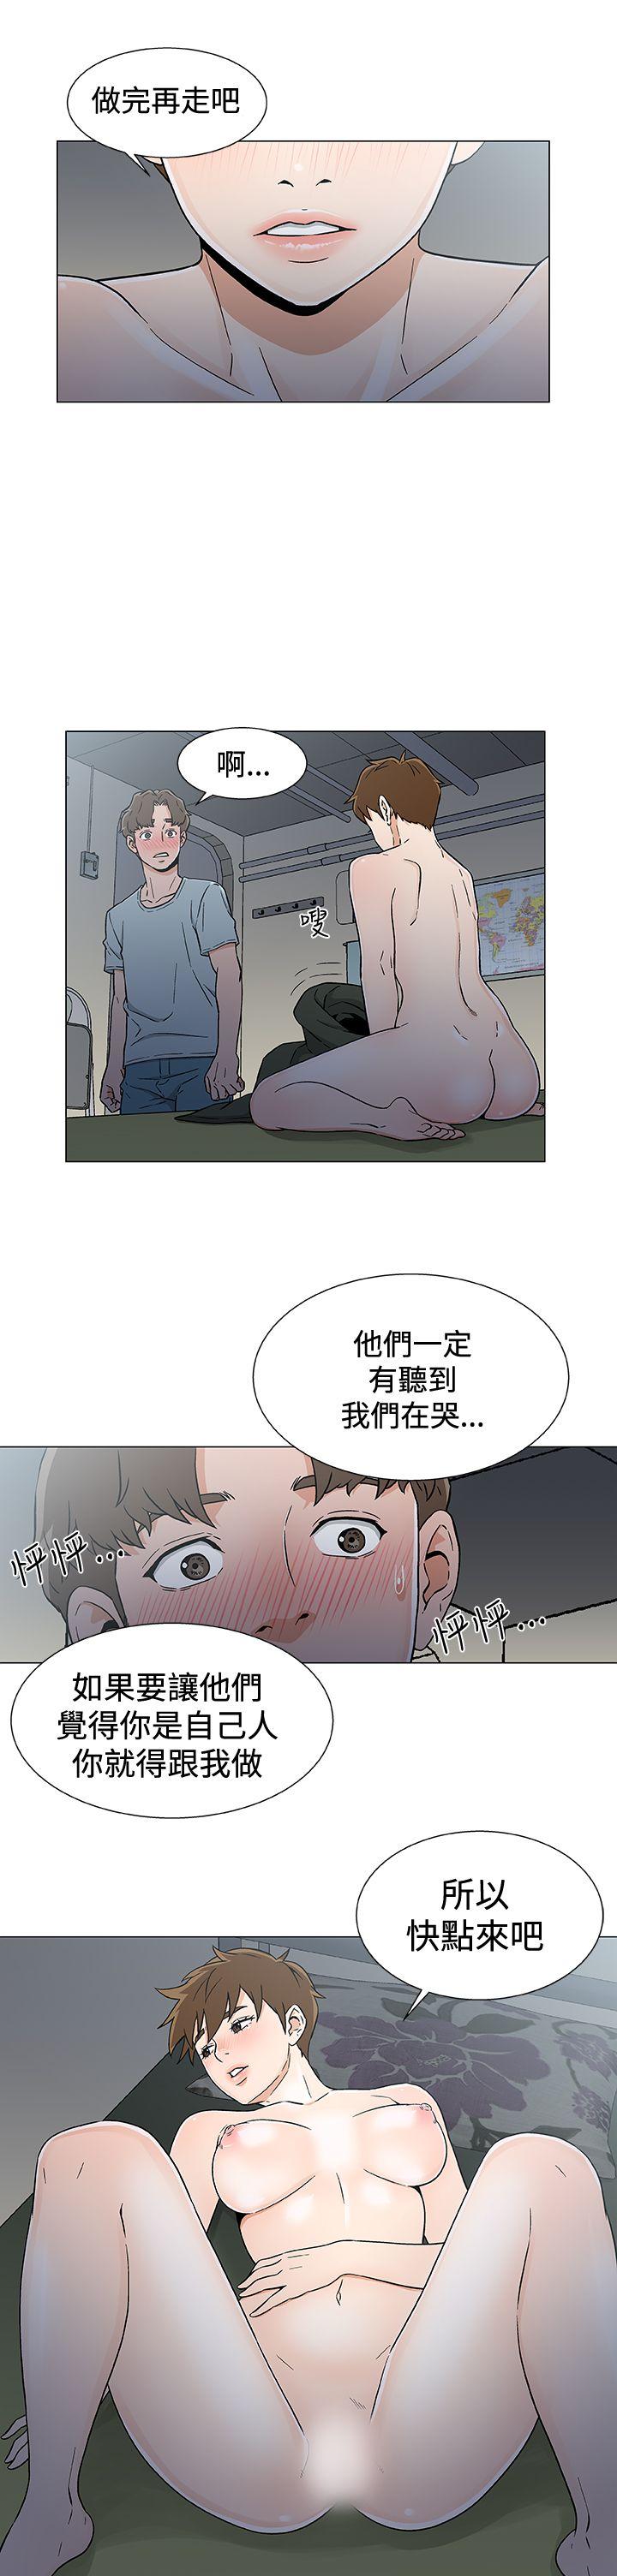 做完再走吧
啊...
嗖
他們一定
有聽到
我們在哭...
怦怦...
怦怦...
如果要讓他們
覺得你是自己人
你就得跟我做
所以
快點來吧